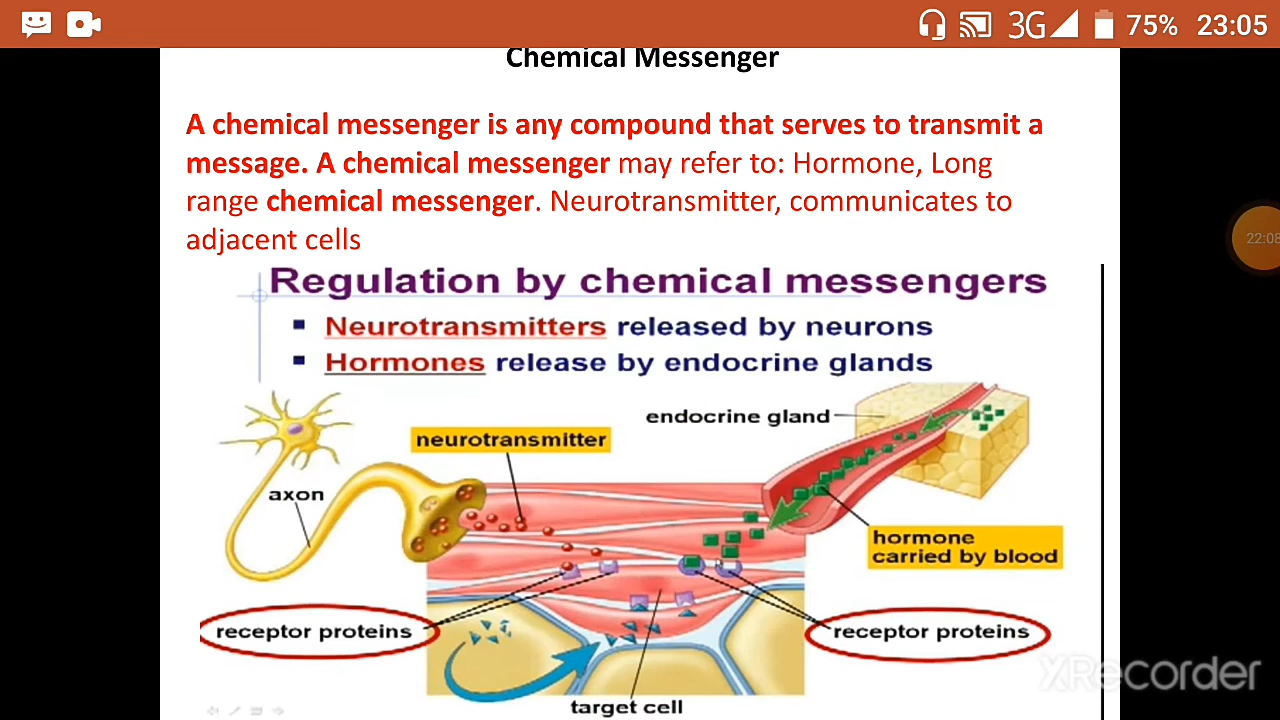 3G 75% 23:05
Chemical Messenger
A chemical messenger is any compound that serves to transmit a
message. A chemical messenger may refer to: Hormone, Long
range chemical messenger. Neurotransmitter, communicates to
adjacent cells
22:08
Regulation by chemical messengers
Neurotransmitters released by neurons
Hormones release by endocrine glands
endocrine gland
neurotransmitter
axon
hormone
carried by blood
receptor proteins
receptor proteins
target cell
XRecorder